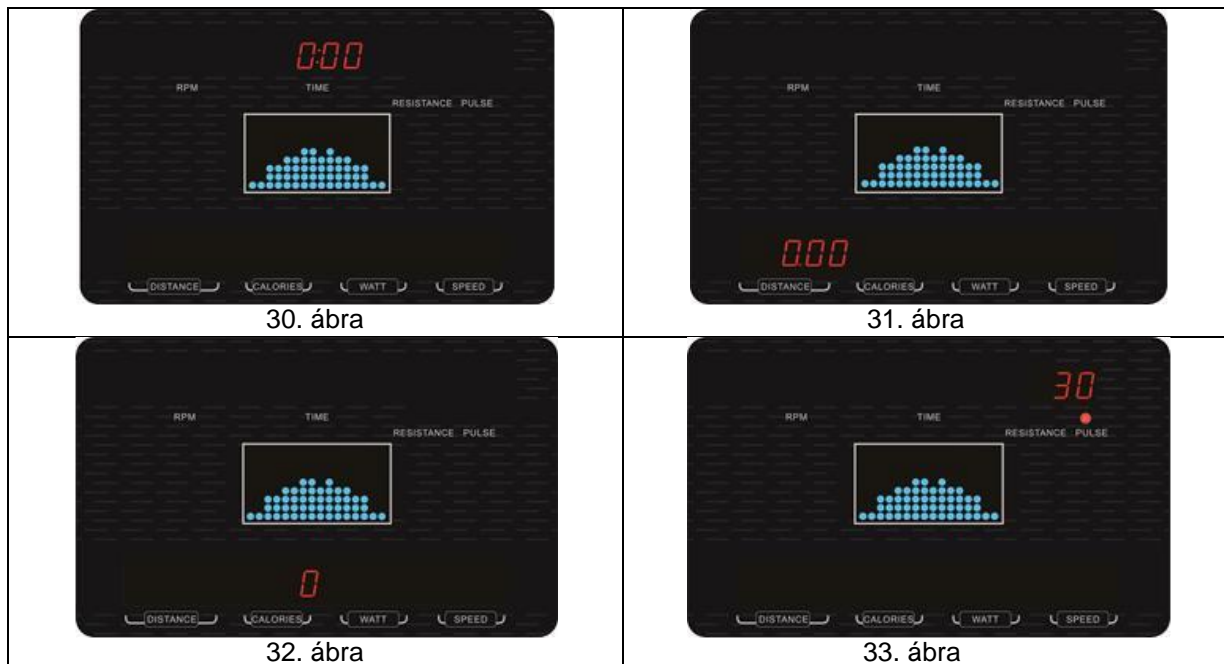 0:00
RPM TIME
RESISTANCE PULSE
DISTANCE CALORIES WATT SPEED
30. ábra
RPM TIME
RESISTANCE PULSE
0.00
DISTANCE CALORIES WATT SPEED
31. ábra
RPM TIME
RESISTANCE PULSE
0
DISTANCE CALORIES WATT SPEED
32. ábra
30
RPM TIME
RESISTANCE PULSE
DISTANCE CALORIES WATT SPEED
33. ábra